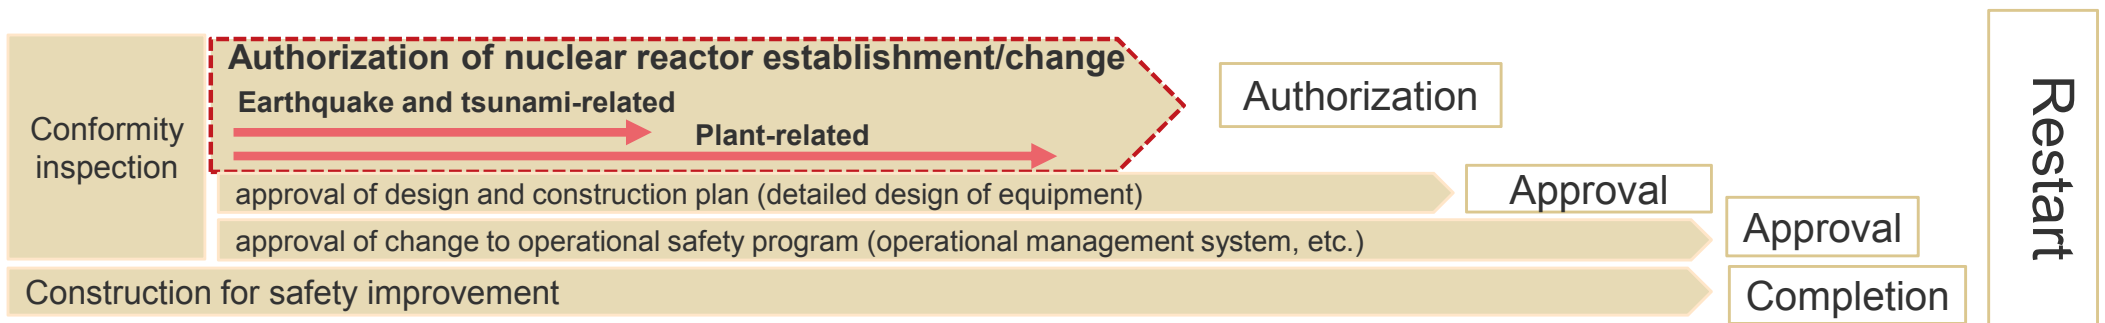 Conformity
inspection
Authorization of nuclear reactor establishment/change
Earthquake and tsunami-related
Plant-related
Authorization
approval of design and construction plan (detailed design of equipment)
Approval
approval of change to operational safety program (operational management system, etc.)
Approval
Construction for safety improvement
Completion
Restart